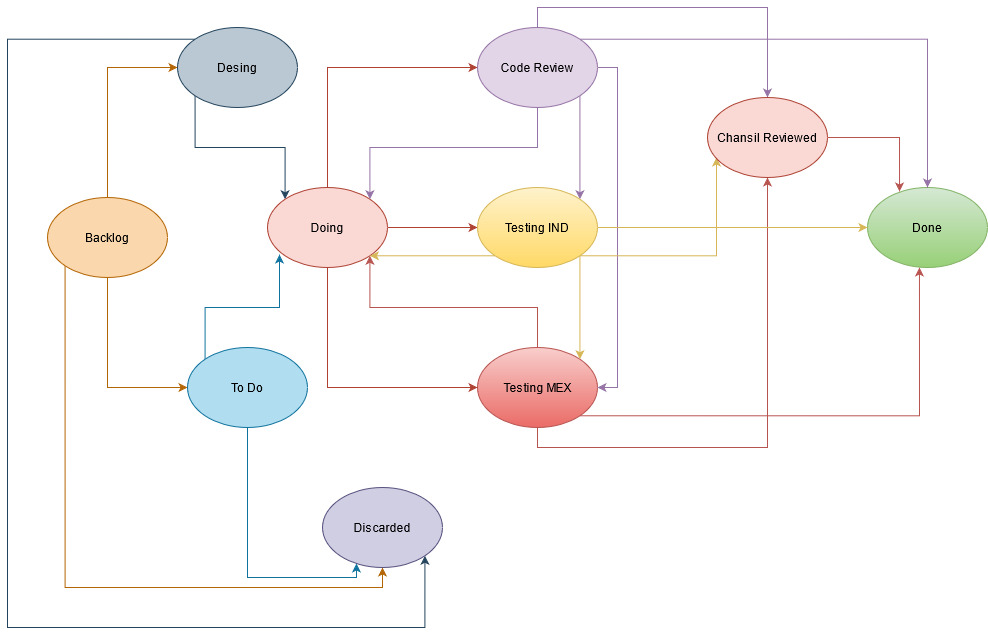 Desing
Code Review
Chansil Reviewed
Backlog
Doing
Testing IND
Done
To Do
Testing MEX
Discarded